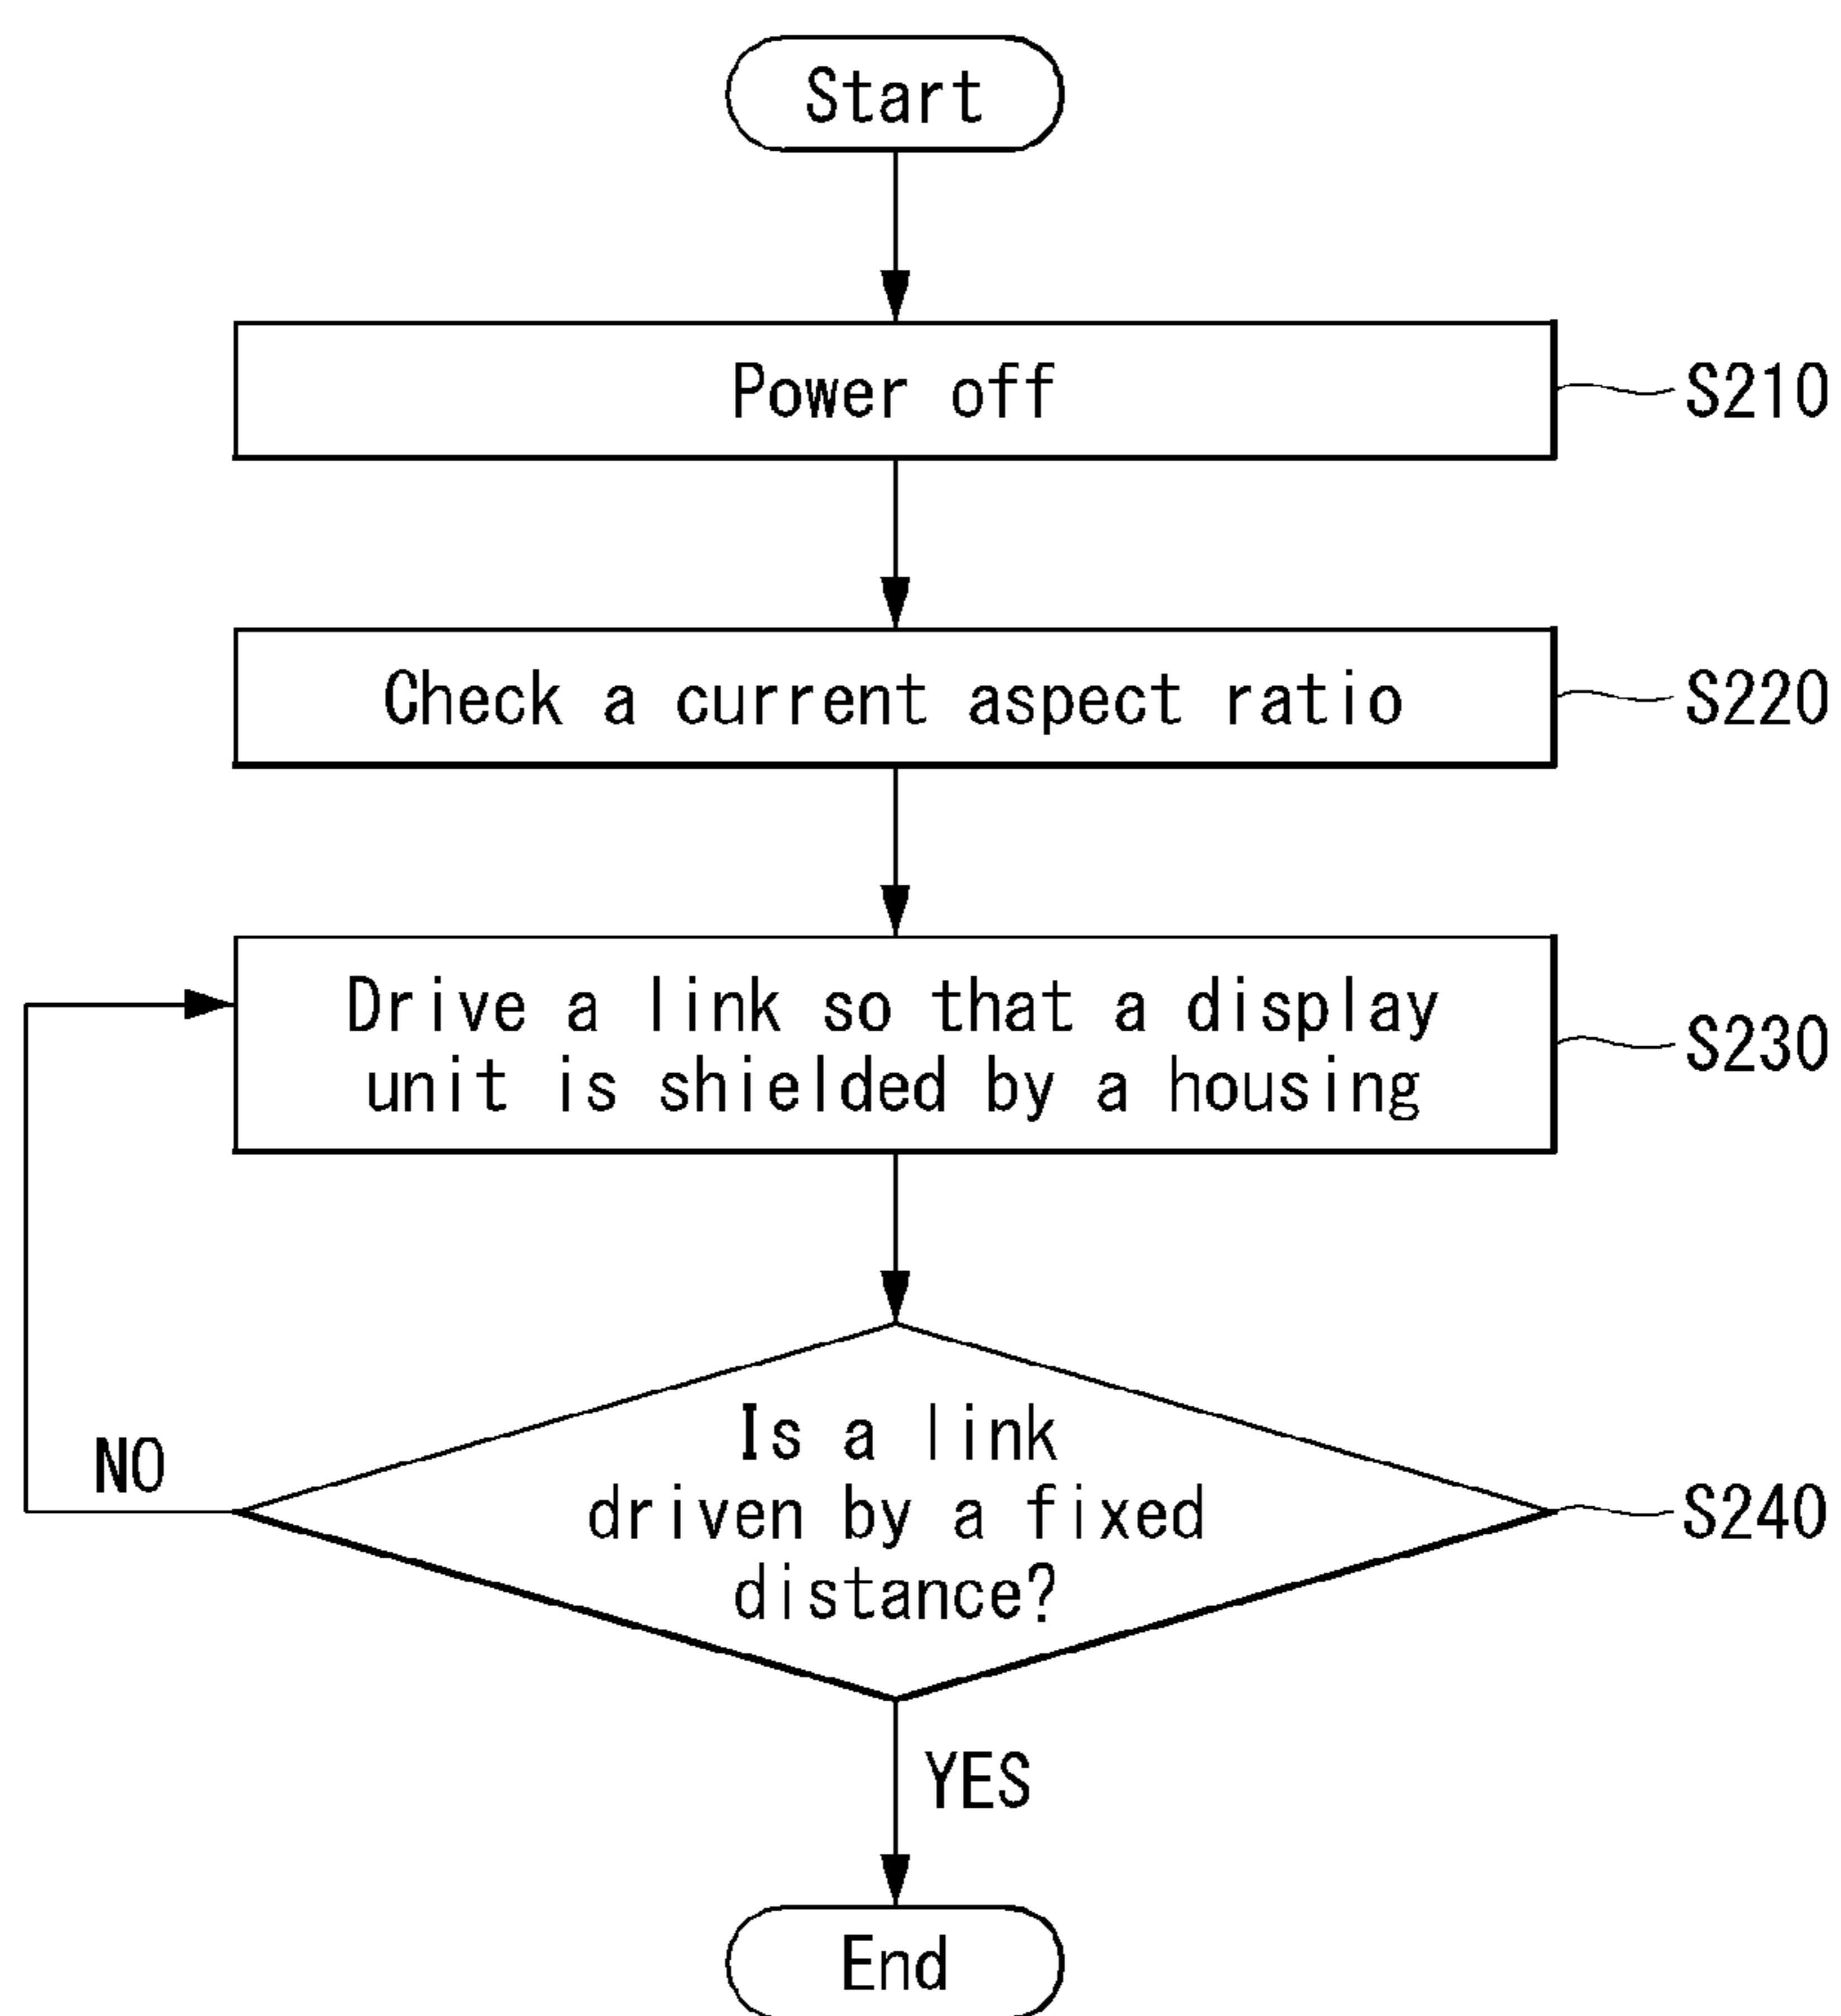 Start
Power off
S210
Check a current aspect ratio
S220
Drive a link so that a display
unit is shielded by a housing
S230
Is a link
driven by a fixed
distance?
S240
NO
YES
End